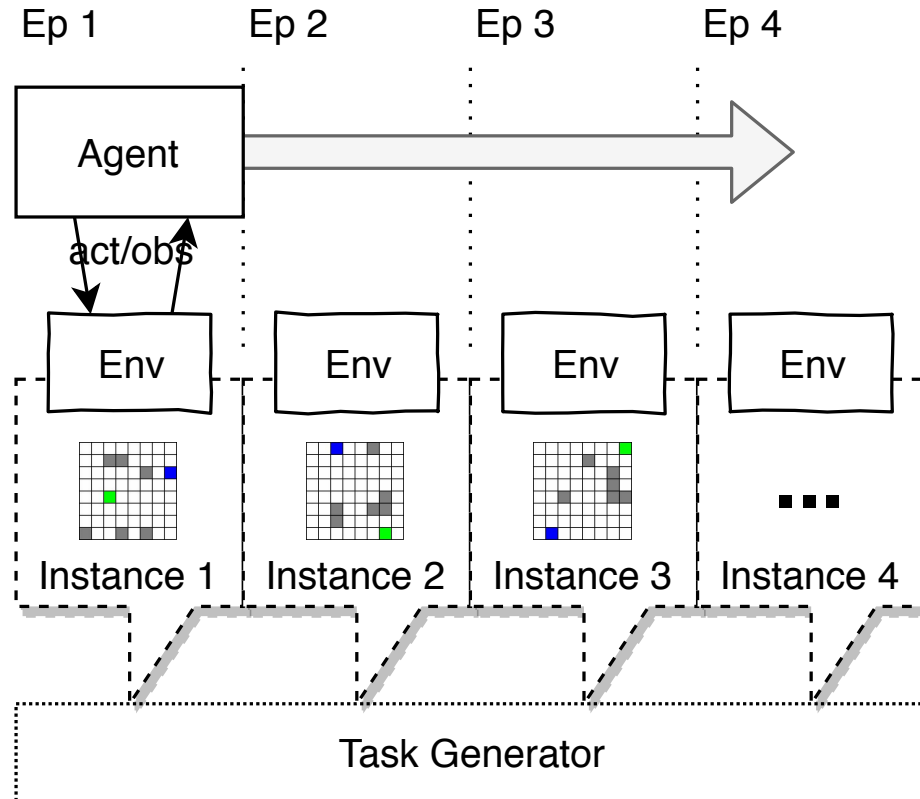 Ep 1 Ep 2 Ep 3 Ep 4
Agent
act/obs
Env Env Env Env
...
Instance 1 Instance 2 Instance 3 Instance 4
Task Generator